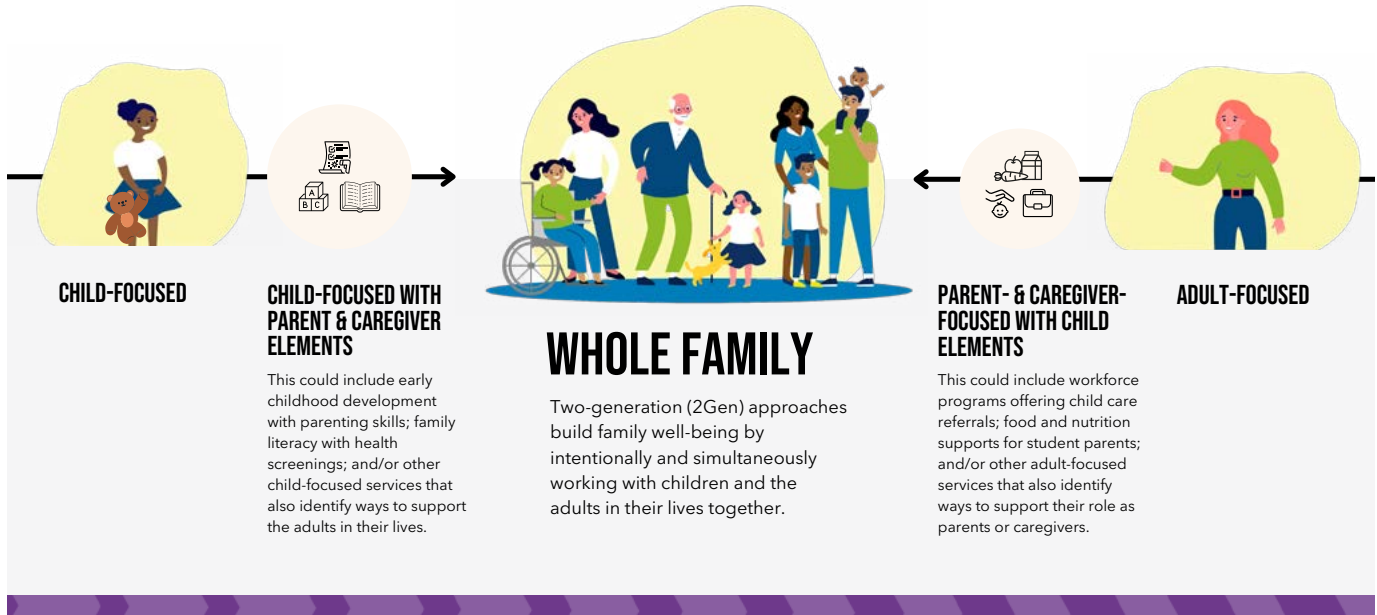 CHILD-FOCUSED
CHILD-FOCUSED WITH
PARENT & CAREGIVER
ELEMENTS
This could include early
childhood development
with parenting skills; family
literacy with health
screenings; and/or other
child-focused services that
also identify ways to support
the adults in their lives.
A
B C
WHOLE FAMILY
Two-generation (2Gen) approaches
build family well-being by
intentionally and simultaneously
working with children and the
adults in their lives together.
PARENT- & CAREGIVER-
FOCUSED WITH CHILD
ELEMENTS
This could include workforce
programs offering child care
referrals; food and nutrition
supports for student parents;
and/or other adult-focused
services that also identify
ways to support their role as
parents or caregivers.
ADULT-FOCUSED